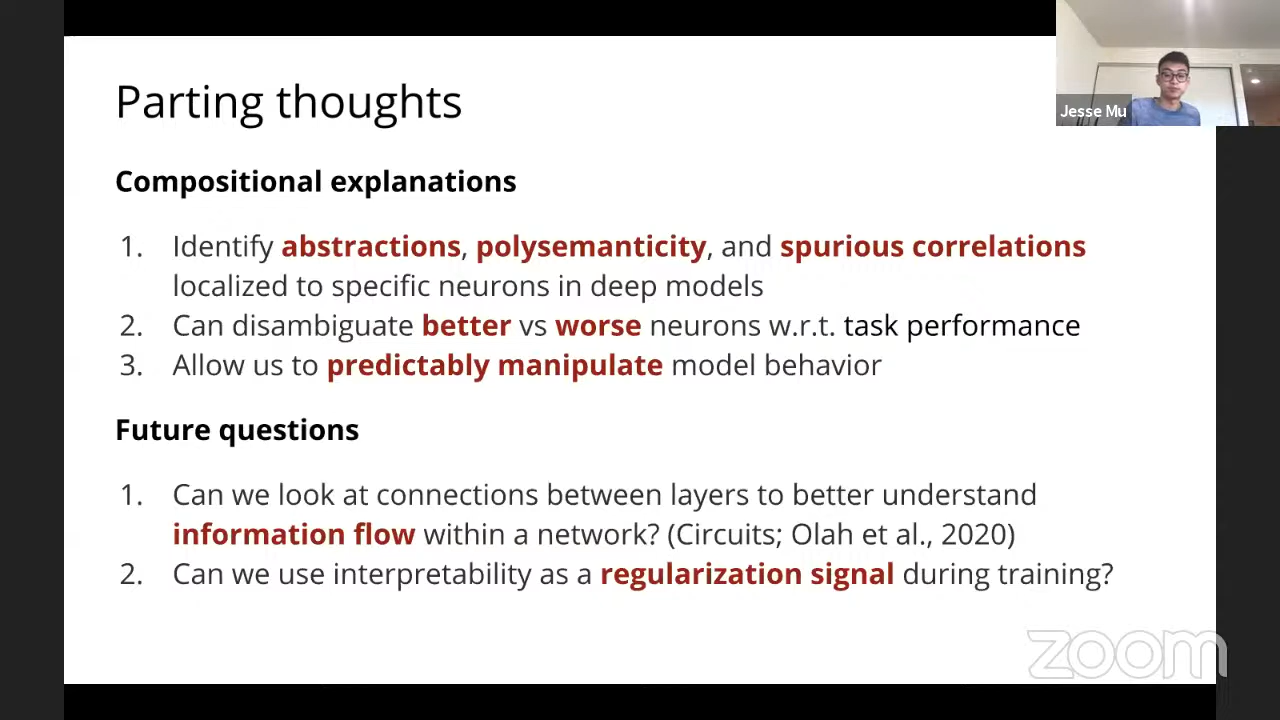 Parting thoughts
Jesse Mu
Compositional explanations
1. Identify abstractions, polysemanticity, and spurious correlations
localized to specific neurons in deep models
2. Can disambiguate better vs worse neurons w.r.t. task performance
3. Allow us to predictably manipulate model behavior
Future questions
1. Can we look at connections between layers to better understand
information flow within a network? (Circuits; Olah et al., 2020)
2. Can we use interpretability as a regularization signal during training?
zoom